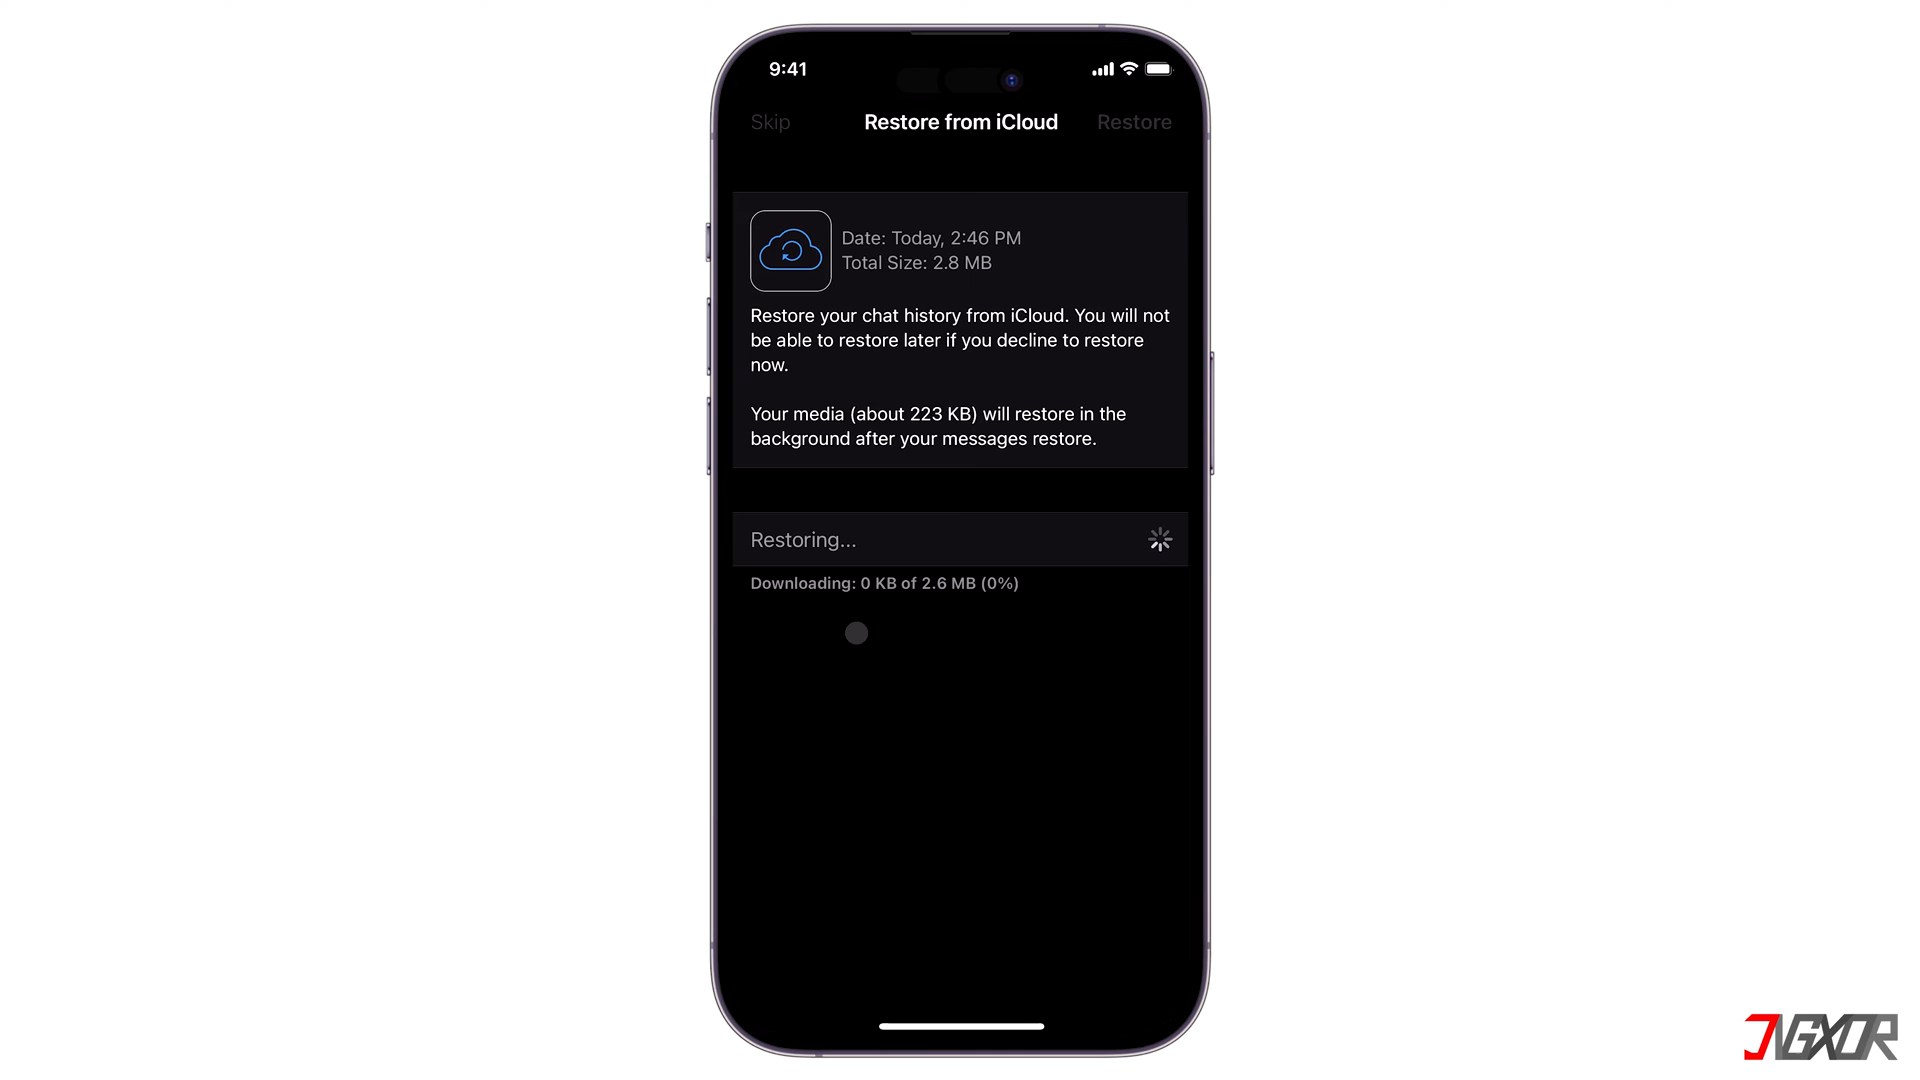 9:41
Skip
Restore from iCloud
Restore
Date: Today, 2:46 PM
Total Size: 2.8 MB
Restore your chat history from iCloud. You will not
be able to restore later if you decline to restore
now.
Your media (about 223 KB) will restore in the
background after your messages restore.
Restoring...
Downloading: 0 KB of 2.6 MB (0%)
JIGXOR